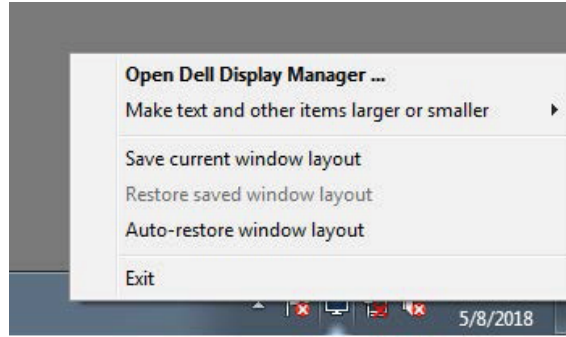 Open Dell Display Manager ...
Make text and other items larger or smaller
Save current window layout
Restore saved window layout
Auto-restore window layout
Exit
5/8/2018